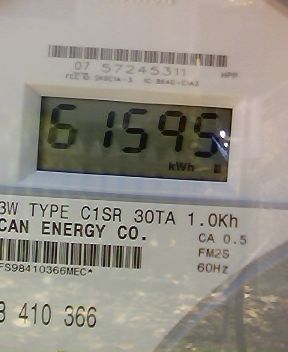 07 57245311
HPP
61595
kWh
3W TYPE C1SR 30TA 1.0Kh
CAN ENERGY CO.
CA 0.5
FM2S
60Hz
FS98410366MEC*
410 366